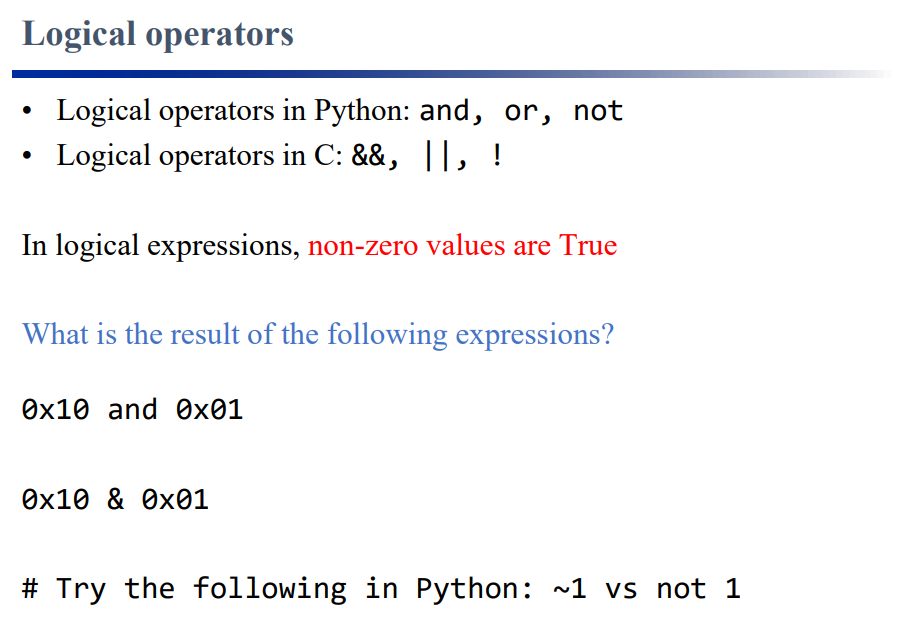 Logical operators
• Logical operators in Python: and, or, not
• Logical operators in C: &&, ||, !
In logical expressions, non-zero values are True
What is the result of the following expressions?
0x10 and 0x01
0x10 & 0x01
# Try the following in Python: ~1 vs not 1